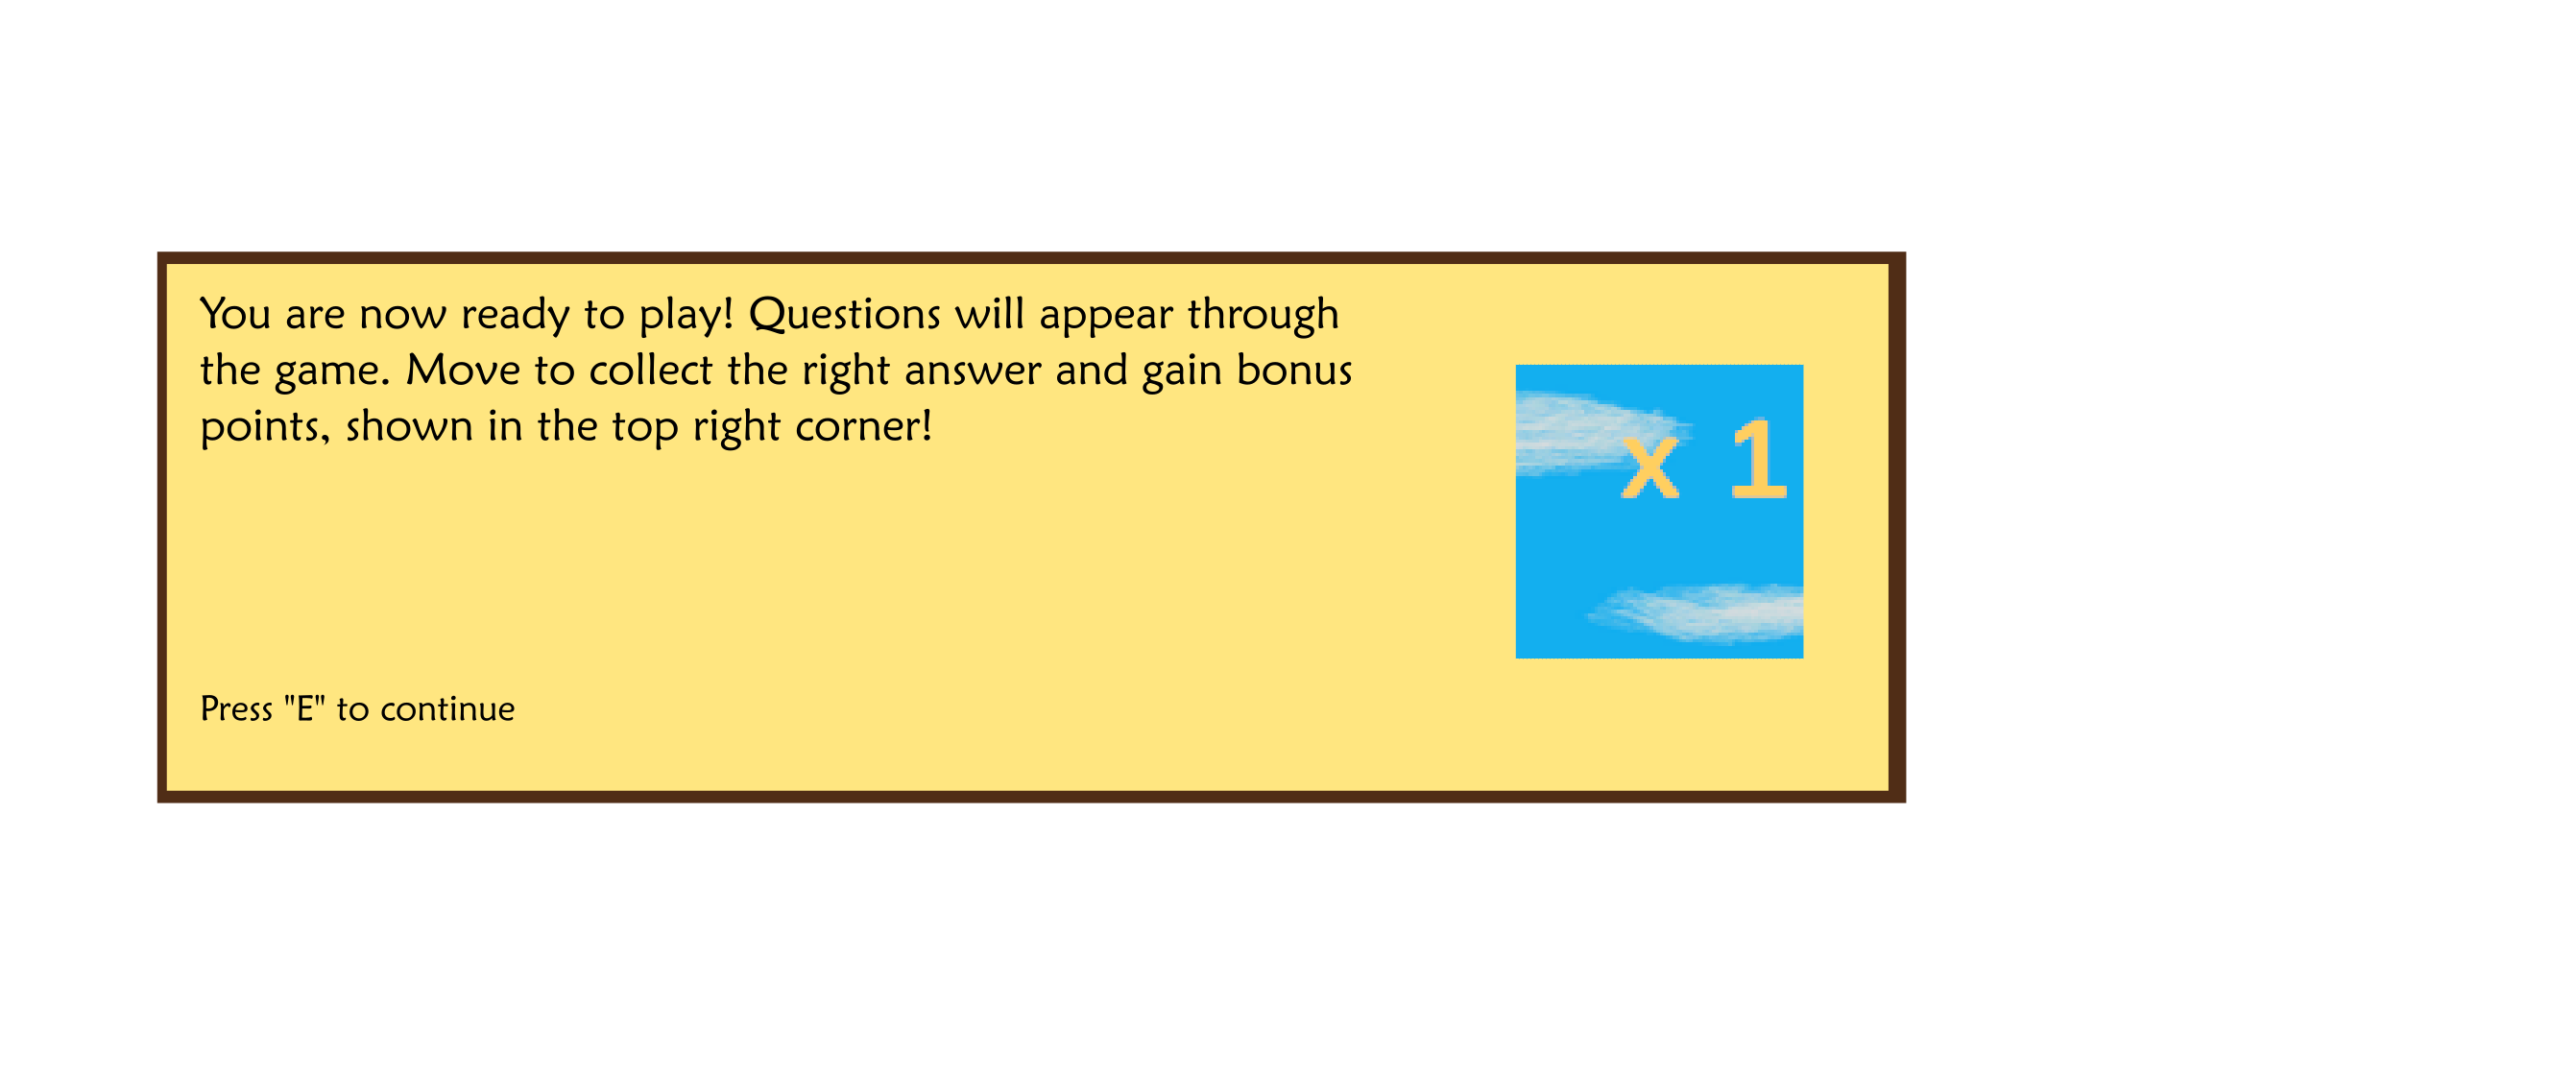 You are now ready to play! Questions will appear through
the game. Move to collect the right answer and gain bonus
points, shown in the top right corner!
x 1
Press "E" to continue